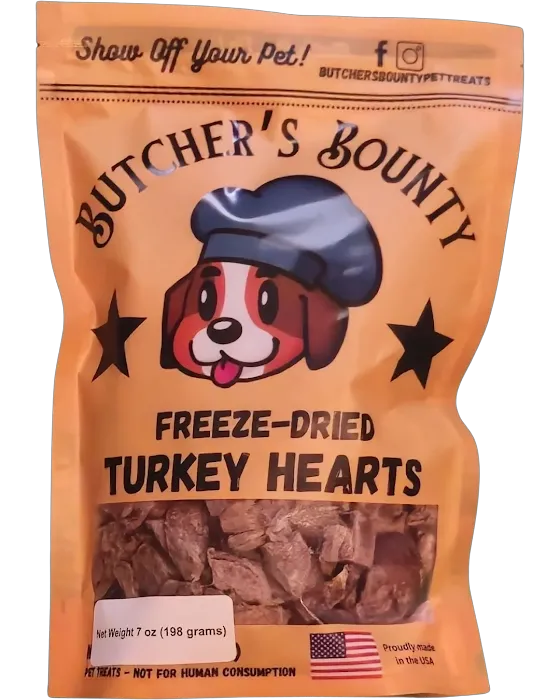 Show Off Your Pet!
BUTCHERSBOUNTYPETTREATS
BUTCHER'S BOUNTY
FREEZE-DRIED
TURKEY HEARTS
Net Weight 7 oz (198 grams)
PET TREATS - NOT FOR HUMAN CONSUMPTION
Proudly made
in the USA